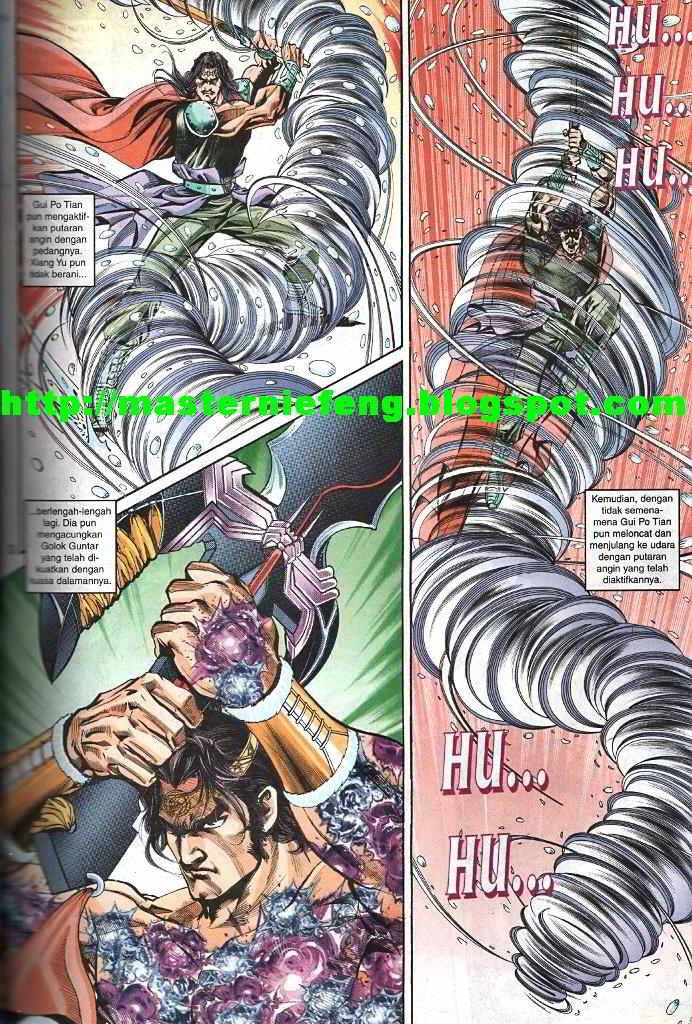 Gui Po Tian
pun mengaktif-
kan putaran
angin dengan
pedangnya.
Xiang Yu pun
tidak berani...
...berlengah-lengah
lagi. Dia pun
mengacungkan
Golok Guntar
yang telah di-
kuatkan dengan
dalamannya.
HU...
HU...
HU...
Kemudian, dengan
tidak semena-
mena Gui Po Tian
pun meloncat dan
menjulang ke udara
dengan putaran
angin yang telah
diaktifkannya.
HU...
HU...
http://masterniefeng.blogspot.com